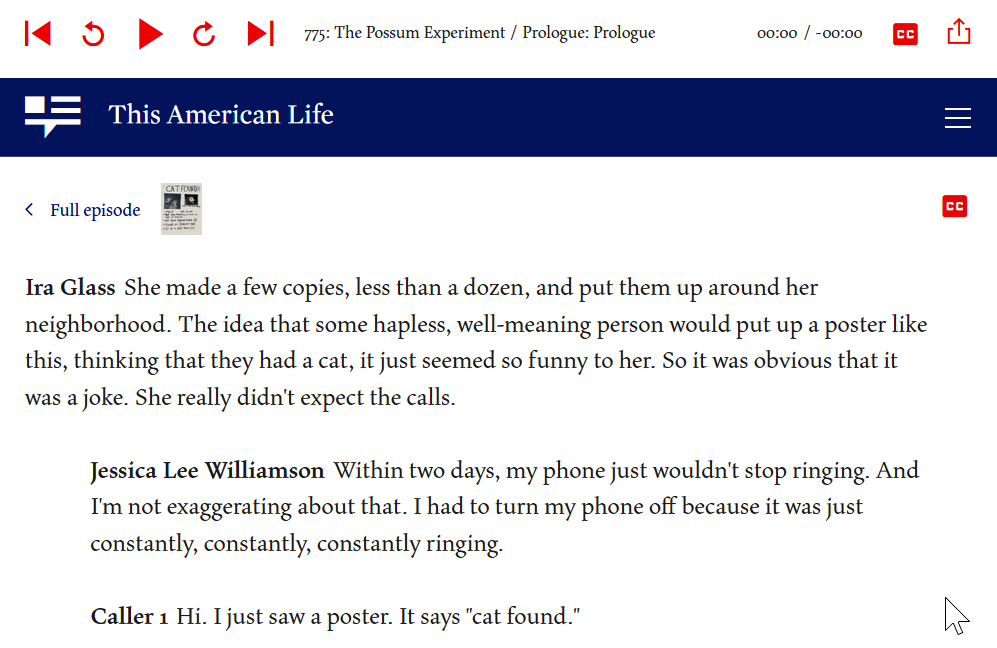 775: The Possum Experiment / Prologue: Prologue 00:00 / -00:00 CC
This American Life
Full episode
CAT FOUND!!
CC
Ira Glass She made a few copies, less than a dozen, and put them up around her
neighborhood. The idea that some hapless, well-meaning person would put up a poster like
this, thinking that they had a cat, it just seemed so funny to her. So it was obvious that it
was a joke. She really didn't expect the calls.
Jessica Lee Williamson Within two days, my phone just wouldn't stop ringing. And
I'm not exaggerating about that. I had to turn my phone off because it was just
constantly, constantly, constantly ringing.
Caller 1 Hi. I just saw a poster. It says "cat found."